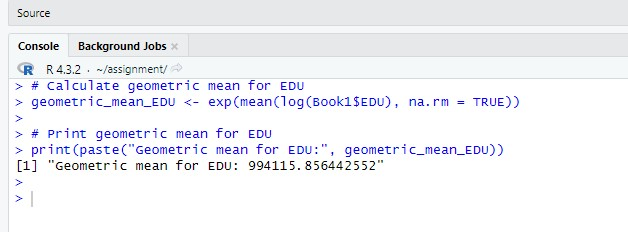 Source
Console Background Jobs ×
R R 4.3.2 · ~/assignment/
> # Calculate geometric mean for EDU
> geometric_mean_EDU <- exp(mean(log(Book1$EDU), na.rm = TRUE))
>
> # Print geometric mean for EDU
> print(paste("Geometric mean for EDU:", geometric_mean_EDU))
[1] "Geometric mean for EDU: 994115.856442552"
>
>